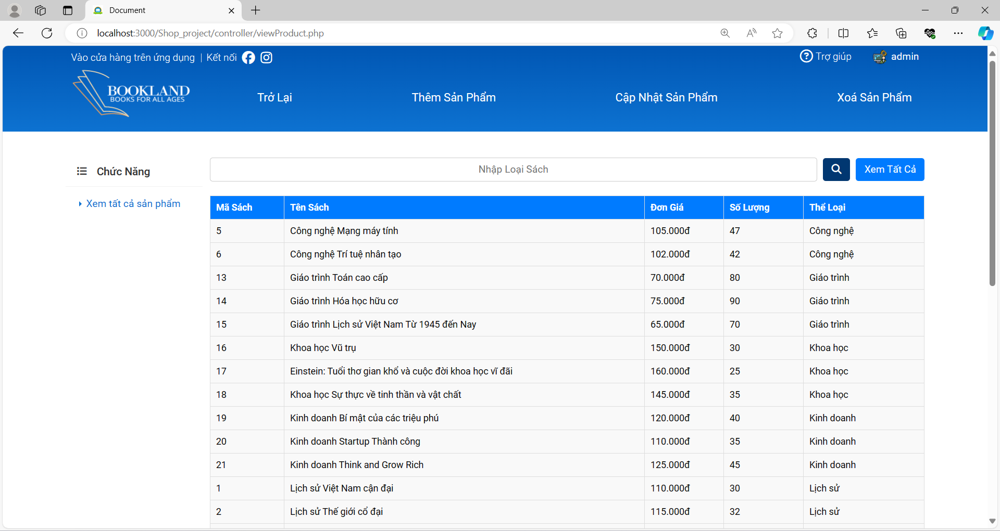 Document
localhost:3000/Shop_project/controller/viewProduct.php
Vào cửa hàng trên ứng dụng | Kết nối
Trợ giúp admin
BOOKLAND
BOOKS FOR ALL AGES
Trở Lại Thêm Sản Phẩm Cập Nhật Sản Phẩm Xoá Sản Phẩm
Chức Năng
Xem tất cả sản phẩm
Nhập Loại Sách Xem Tất Cả
Mã Sách Tên Sách Đơn Giá Số Lượng Thể Loại
5 Công nghệ Mạng máy tính 105.000đ 47 Công nghệ
6 Công nghệ Trí tuệ nhân tạo 102.000đ 42 Công nghệ
13 Giáo trình Toán cao cấp 70.000đ 80 Giáo trình
14 Giáo trình Hóa học hữu cơ 75.000đ 90 Giáo trình
15 Giáo trình Lịch sử Việt Nam Từ 1945 đến Nay 65.000đ 70 Giáo trình
16 Khoa học Vũ trụ 150.000đ 30 Khoa học
17 Einstein: Tuổi thơ gian khổ và cuộc đời khoa học vĩ đãi 160.000đ 25 Khoa học
18 Khoa học Sự thực về tinh thần và vật chất 145.000đ 35 Khoa học
19 Kinh doanh Bí mật của các triệu phú 120.000đ 40 Kinh doanh
20 Kinh doanh Startup Thành công 110.000đ 35 Kinh doanh
21 Kinh doanh Think and Grow Rich 125.000đ 45 Kinh doanh
1 Lịch sử Việt Nam cận đại 110.000đ 30 Lịch sử
2 Lịch sử Thế giới cổ đại 115.000đ 32 Lịch sử